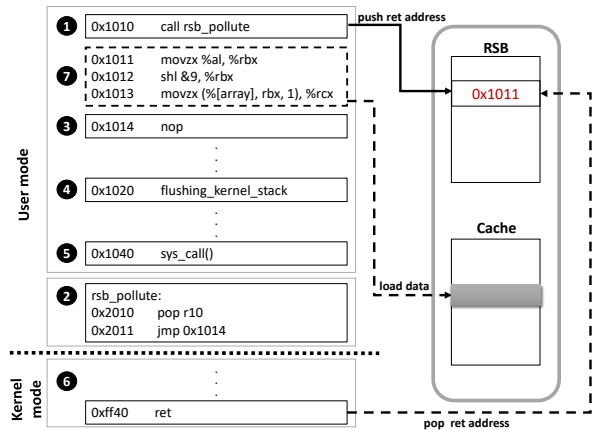 1 0x1010 call rsb_pollute
push ret address
7 0x1011 movzx %al, %rbx
0x1012 shl &9, %rbx
0x1013 movzx (%[array], rbx, 1), %rcx
3 0x1014 nop
.
.
.
4 0x1020 flushing_kernel_stack
.
.
.
5 0x1040 sys_call()
User mode
2 rsb_pollute:
0x2010 pop r10
0x2011 jmp 0x1014
Kernel
mode
6
.
.
.
0xff40 ret
RSB
0x1011
Cache
load data
pop ret address